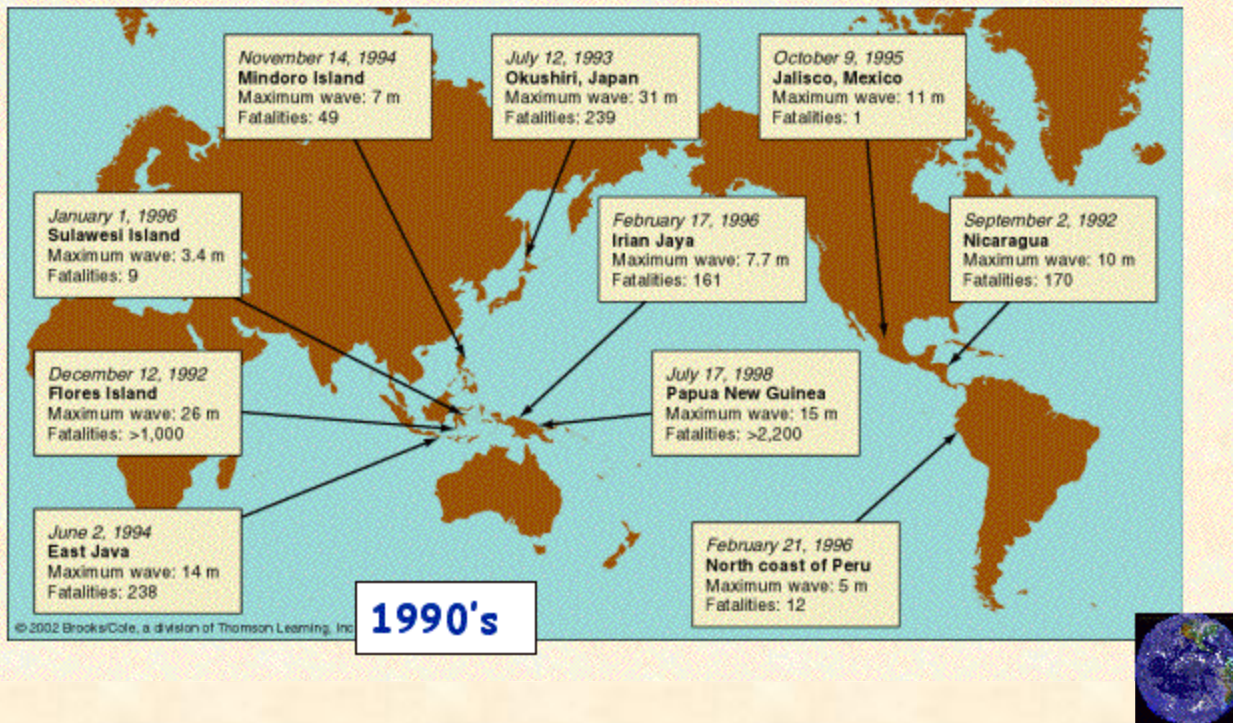 November 14, 1994
Mindoro Island
Maximum wave: 7 m
Fatalities: 49
July 12, 1993
Okushiri, Japan
Maximum wave: 31 m
Fatalities: 239
October 9, 1995
Jalisco, Mexico
Maximum wave: 11 m
Fatalities: 1
January 1, 1996
Sulawesi Island
Maximum wave: 3.4 m
Fatalities: 9
February 17, 1996
Irian Jaya
Maximum wave: 7.7 m
Fatalities: 161
September 2, 1992
Nicaragua
Maximum wave: 10 m
Fatalities: 170
December 12, 1992
Flores Island
Maximum wave: 26 m
Fatalities: >1,000
July 17, 1998
Papua New Guinea
Maximum wave: 15 m
Fatalities: >2,200
June 2, 1994
East Java
Maximum wave: 14 m
Fatalities: 238
February 21, 1996
North coast of Peru
Maximum wave: 5 m
Fatalities: 12
© 2002 Brooks/Cole, a division of Thomson Learning, Inc
1990's